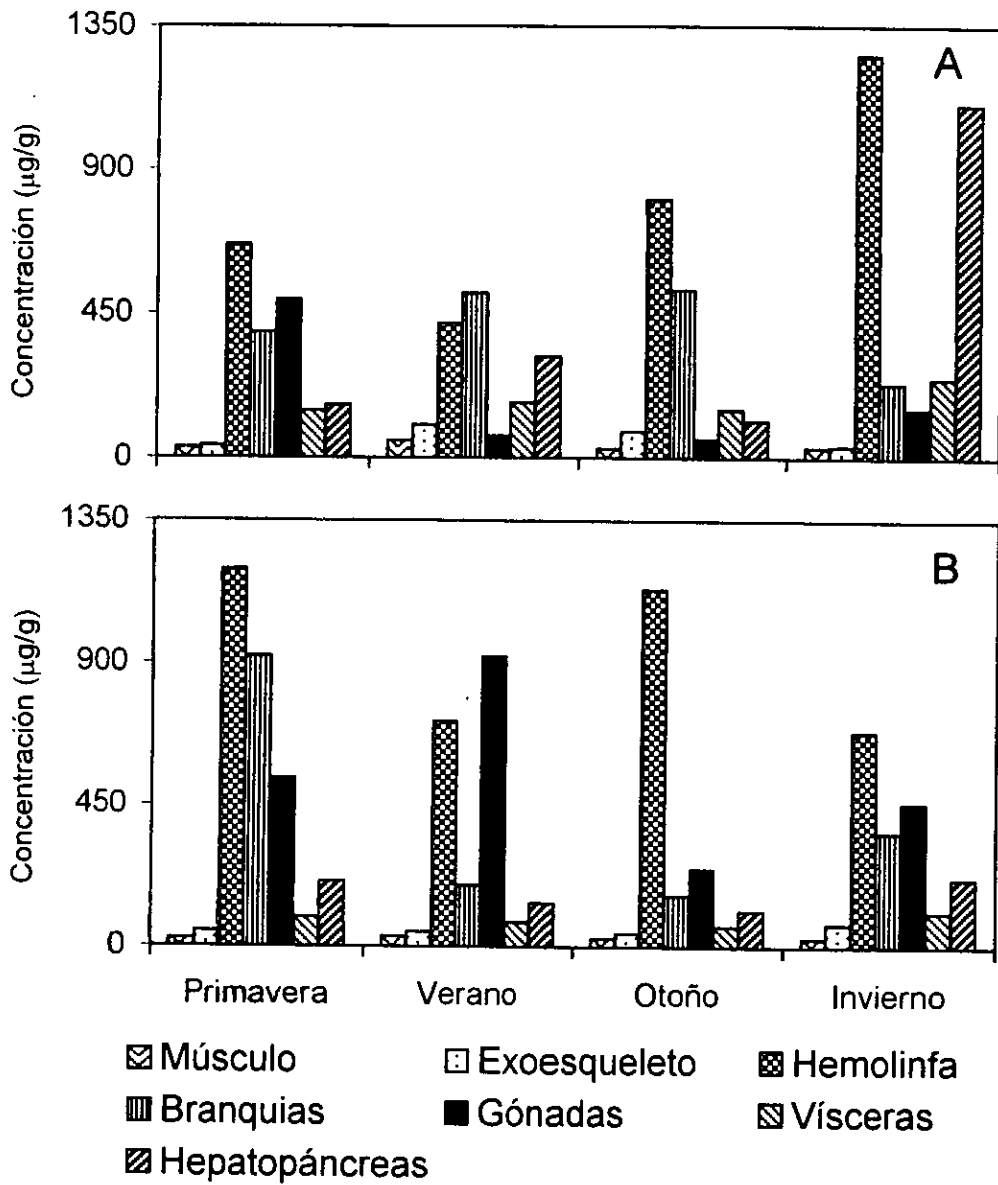 1350
A
900
450
0
Concentración (µg/g)
1350
B
900
450
0
Concentración (µg/g)
Primavera Verano Otoño Invierno
Músculo Exoesqueleto Hemolinfa
Branquias Gónadas Vísceras
Hepatopáncreas